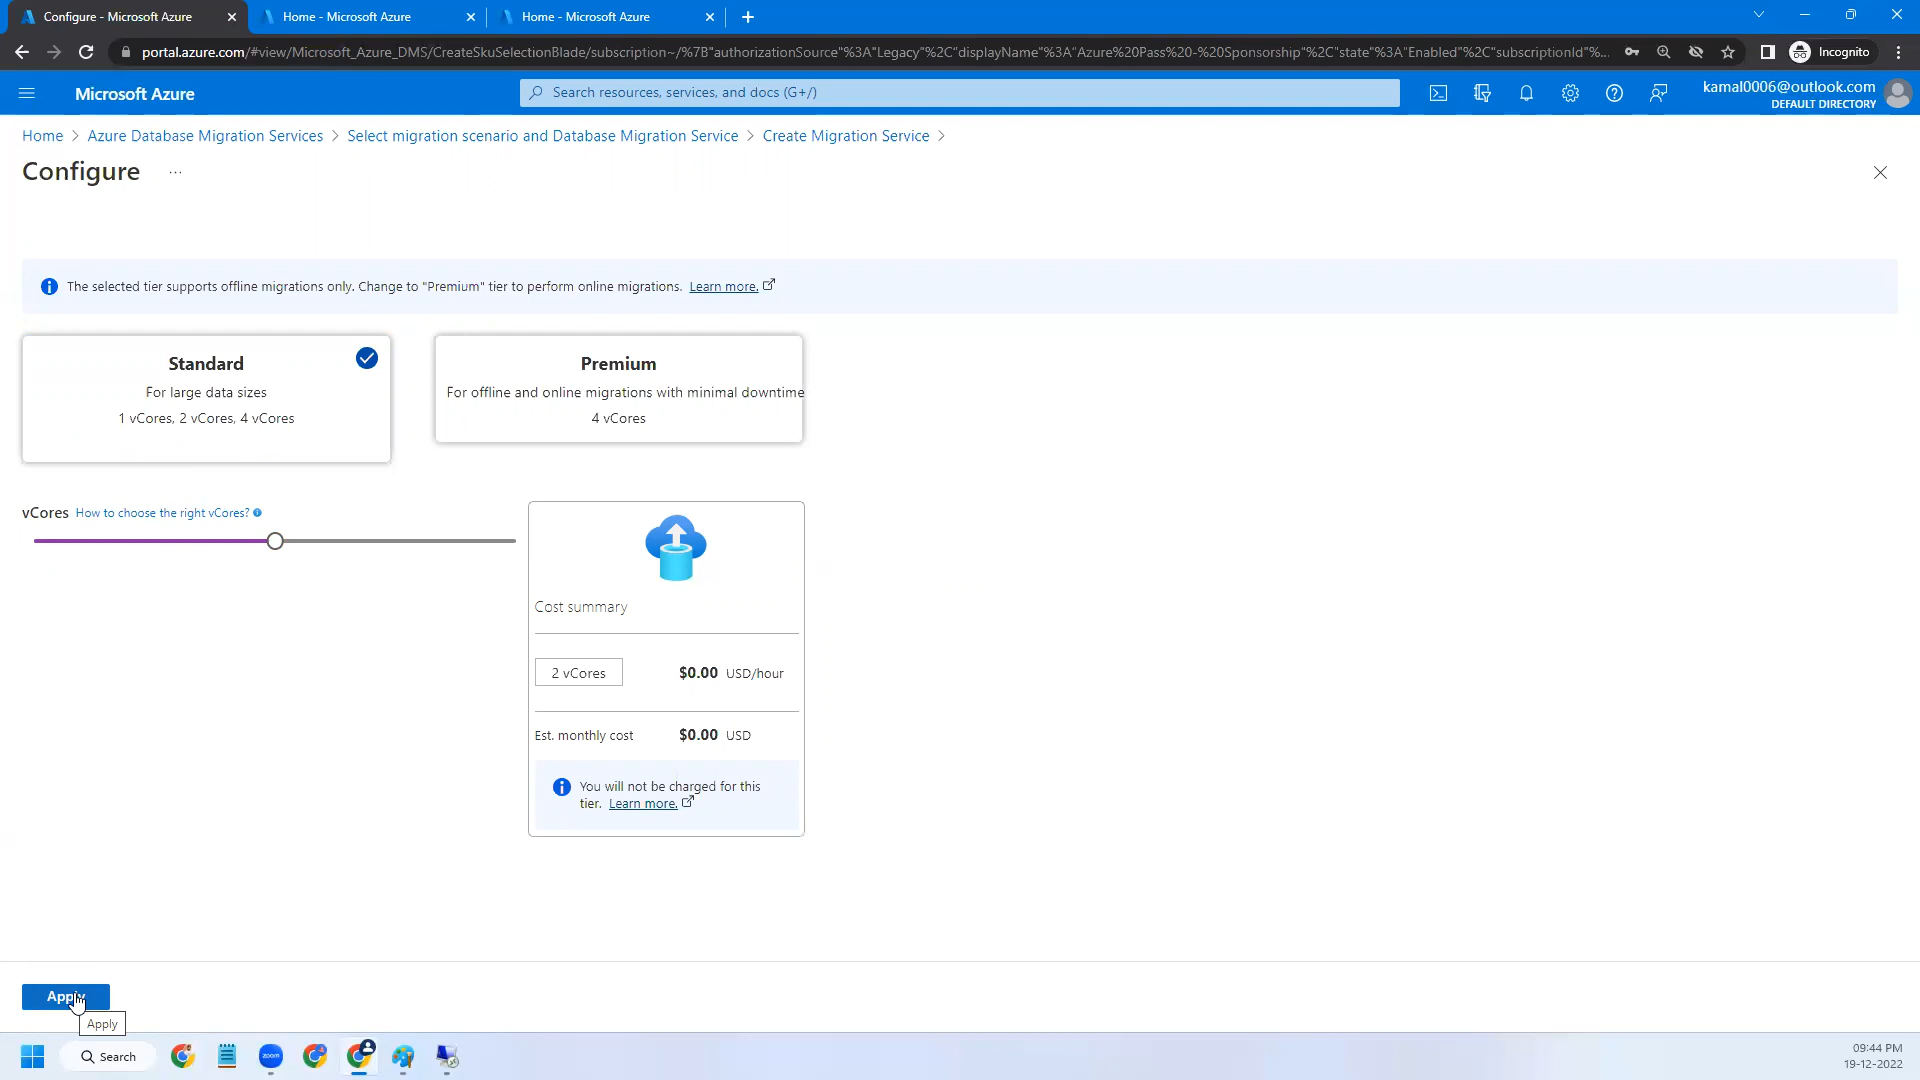 Configure - Microsoft Azure
Home - Microsoft Azure
Home - Microsoft Azure
portal.azure.com/#view/Microsoft_Azure_DMS/CreateSkuSelectionBlade/subscription~/%7B"authorizationSource"%3A"Legacy"%2C"displayName"%3A"Azure%20Pass%20-%20Sponsorship"%2C"state"%3A"Enabled"%2C"subscriptionId"%...
Incognito
Microsoft Azure
Search resources, services, and docs (G+/)
kamal0006@outlook.com
DEFAULT DIRECTORY
Home > Azure Database Migration Services > Select migration scenario and Database Migration Service > Create Migration Service >
Configure ...
The selected tier supports offline migrations only. Change to "Premium" tier to perform online migrations. Learn more.
Standard
For large data sizes
1 vCores, 2 vCores, 4 vCores
Premium
For offline and online migrations with minimal downtime
4 vCores
vCores How to choose the right vCores?
Cost summary
2 vCores $0.00 USD/hour
Est. monthly cost $0.00 USD
You will not be charged for this
tier. Learn more.
Apply
Apply
Search
zoom
09:44 PM
19-12-2022